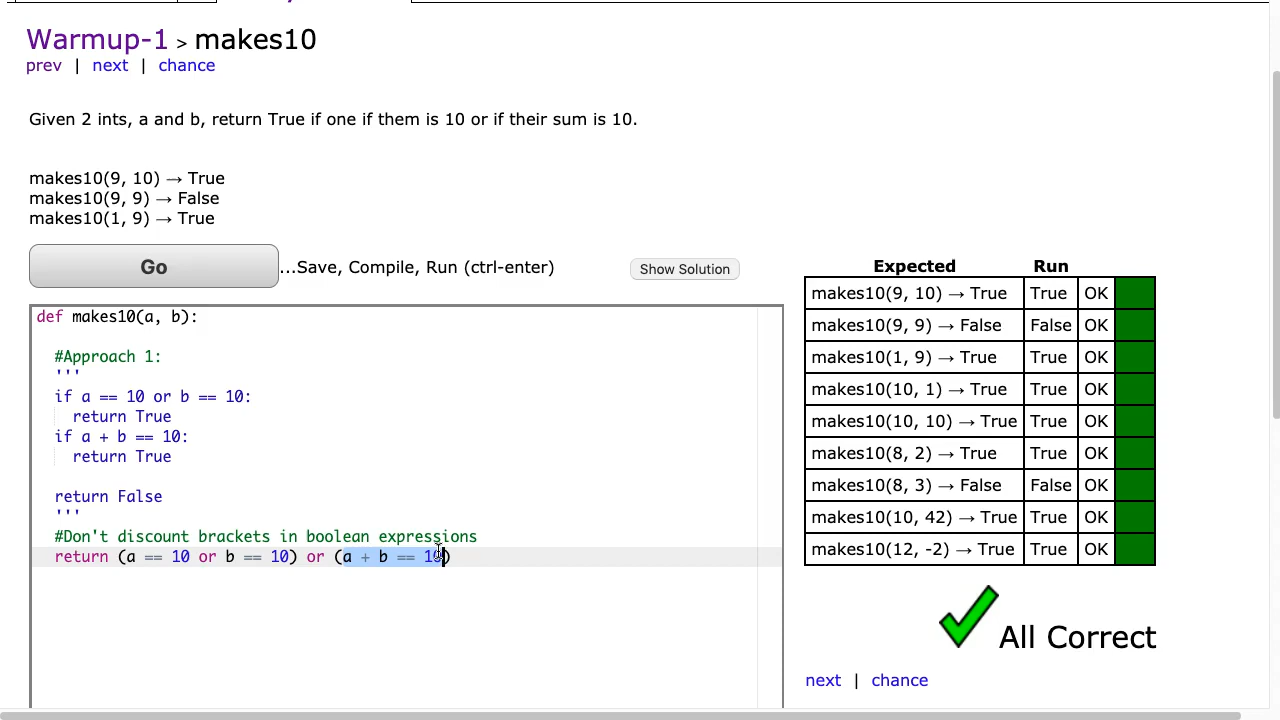 Warmup-1 > makes10
prev | next | chance
Given 2 ints, a and b, return True if one if them is 10 or if their sum is 10.
makes10(9, 10) → True
makes10(9, 9) → False
makes10(1, 9) → True
Go ...Save, Compile, Run (ctrl-enter) Show Solution
def makes10(a, b):
#Approach 1:
'''
if a == 10 or b == 10:
return True
if a + b == 10:
return True
return False
'''
#Don't discount brackets in boolean expressions
return (a == 10 or b == 10) or (a + b == 10)
Expected Run
makes10(9, 10) → True True OK
makes10(9, 9) → False False OK
makes10(1, 9) → True True OK
makes10(10, 1) → True True OK
makes10(10, 10) → True True OK
makes10(8, 2) → True True OK
makes10(8, 3) → False False OK
makes10(10, 42) → True True OK
makes10(12, -2) → True True OK
All Correct
next | chance